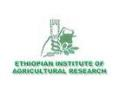 ETHIOPIAN INSTITUTE OF
AGRICULTURAL RESEARCH